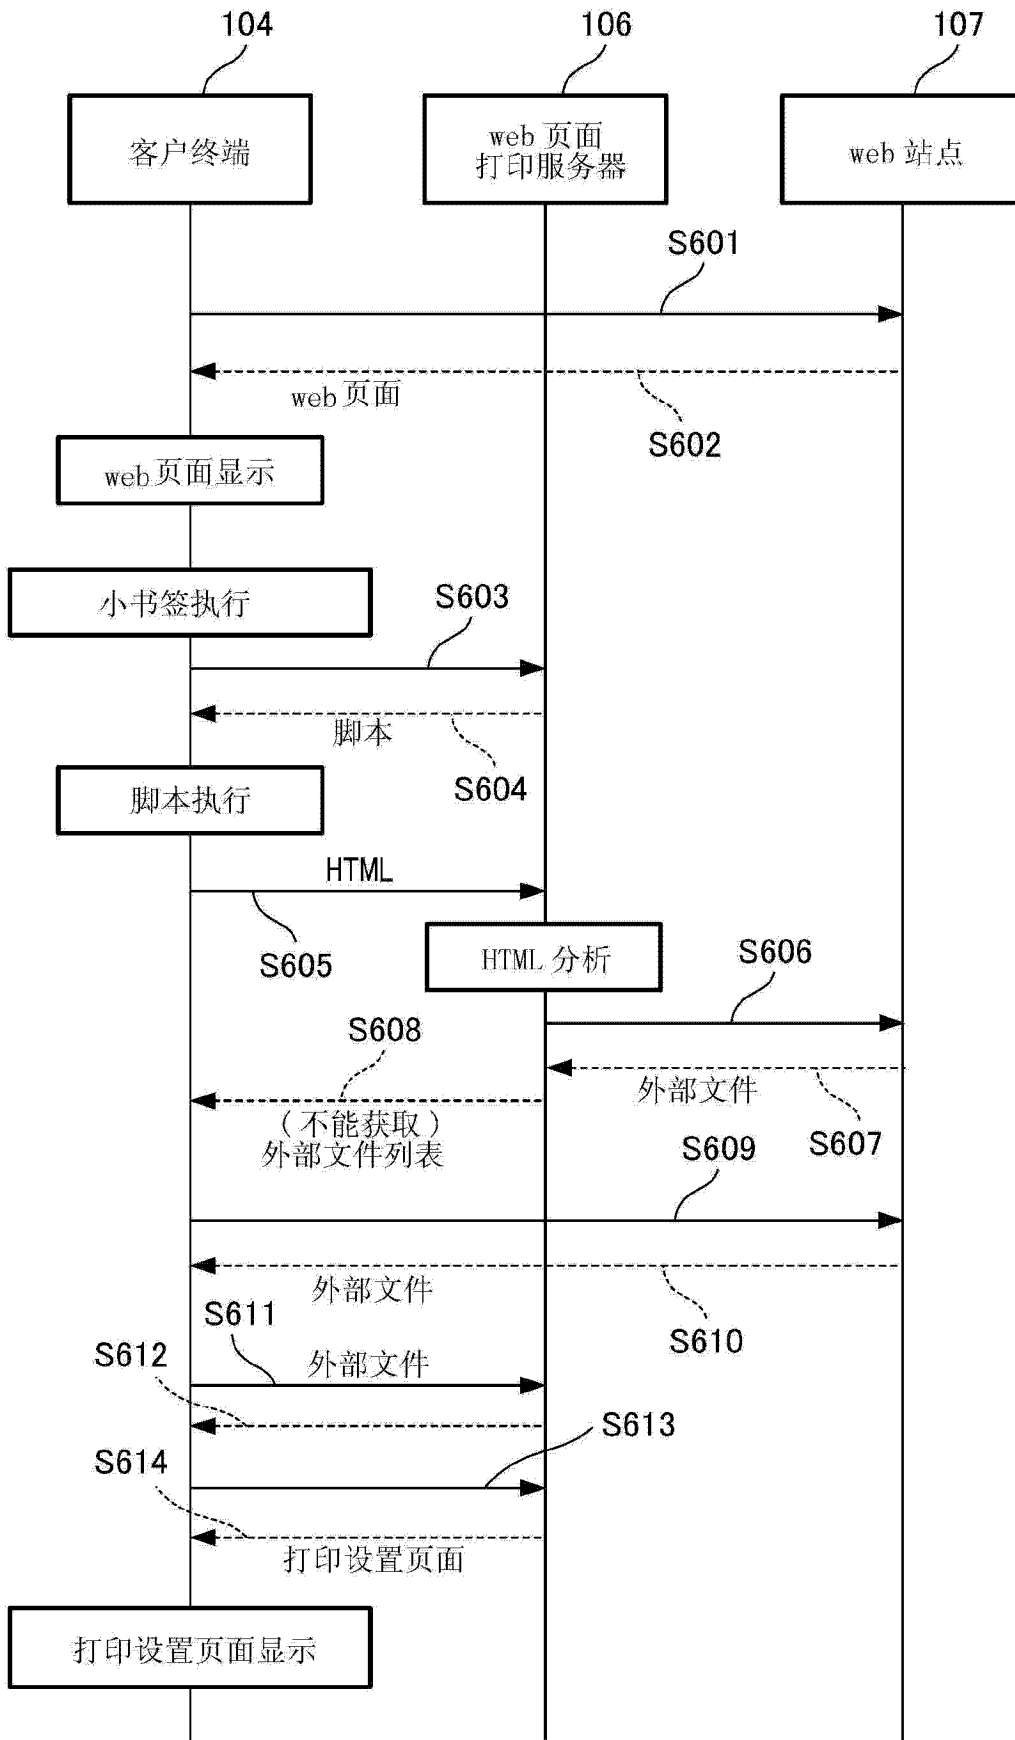 104
106
107
客户终端
web 页面
打印服务器
web 站点
S601
web 页面
S602
web 页面显示
小书签执行
S603
脚本
S604
脚本执行
HTML
S605
HTML 分析
S606
S608
外部文件
(不能获取)
外部文件列表
S607
S609
外部文件
S610
S611
外部文件
S612
S613
S614
打印设置页面
打印设置页面显示